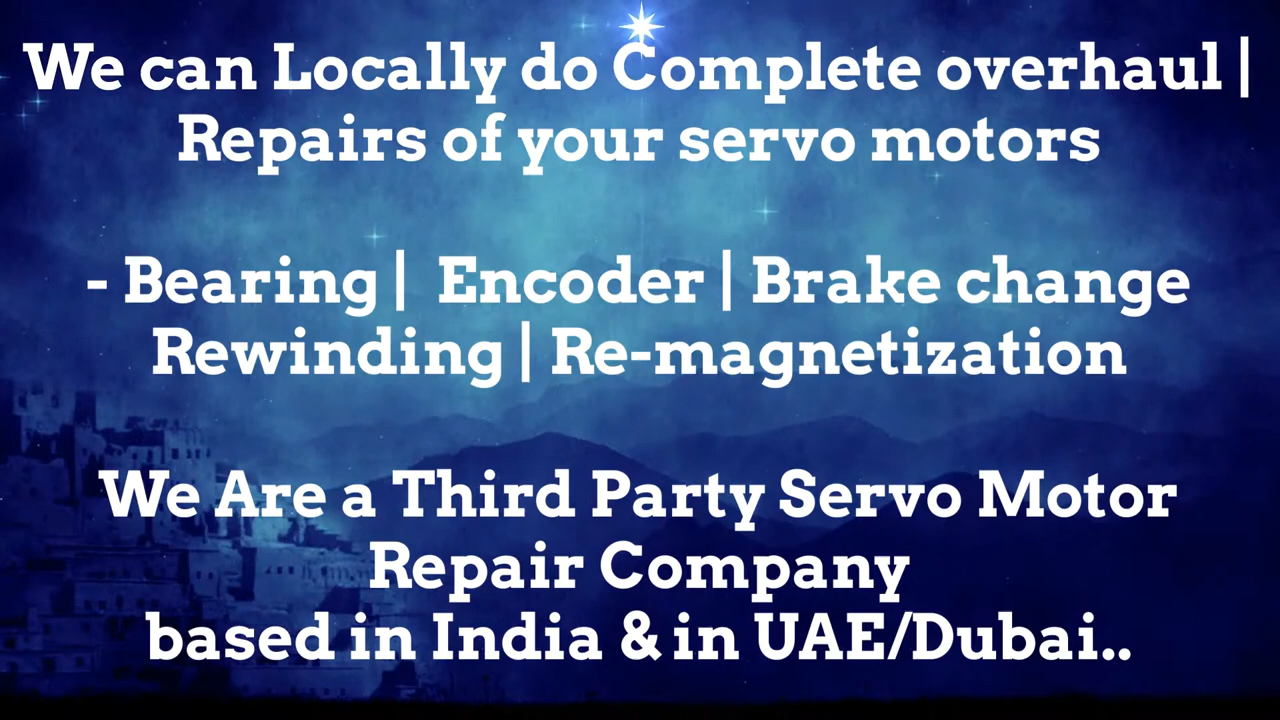 We can Locally do Complete overhaul |
Repairs of your servo motors
- Bearing | Encoder | Brake change
Rewinding | Re-magnetization
We Are a Third Party Servo Motor
Repair Company
based in India & in UAE/Dubai..